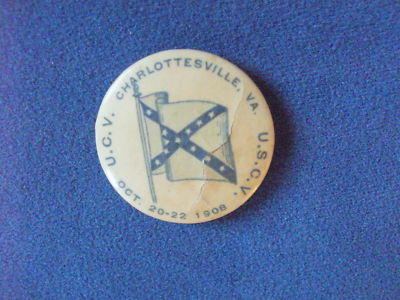 U.C.V. CHARLOTTESVILLE, VA. U.S.C.V.
OCT. 20-22 1908